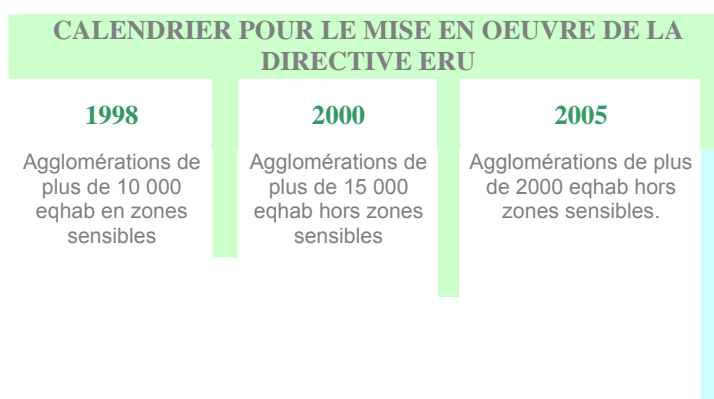 CALENDRIER POUR LE MISE EN OEUVRE DE LA
DIRECTIVE ERU
1998
Agglomérations de
plus de 10 000
eqhab en zones
sensibles
2000
Agglomérations de
plus de 15 000
eqhab hors zones
sensibles
2005
Agglomérations de plus
de 2000 eqhab hors
zones sensibles.